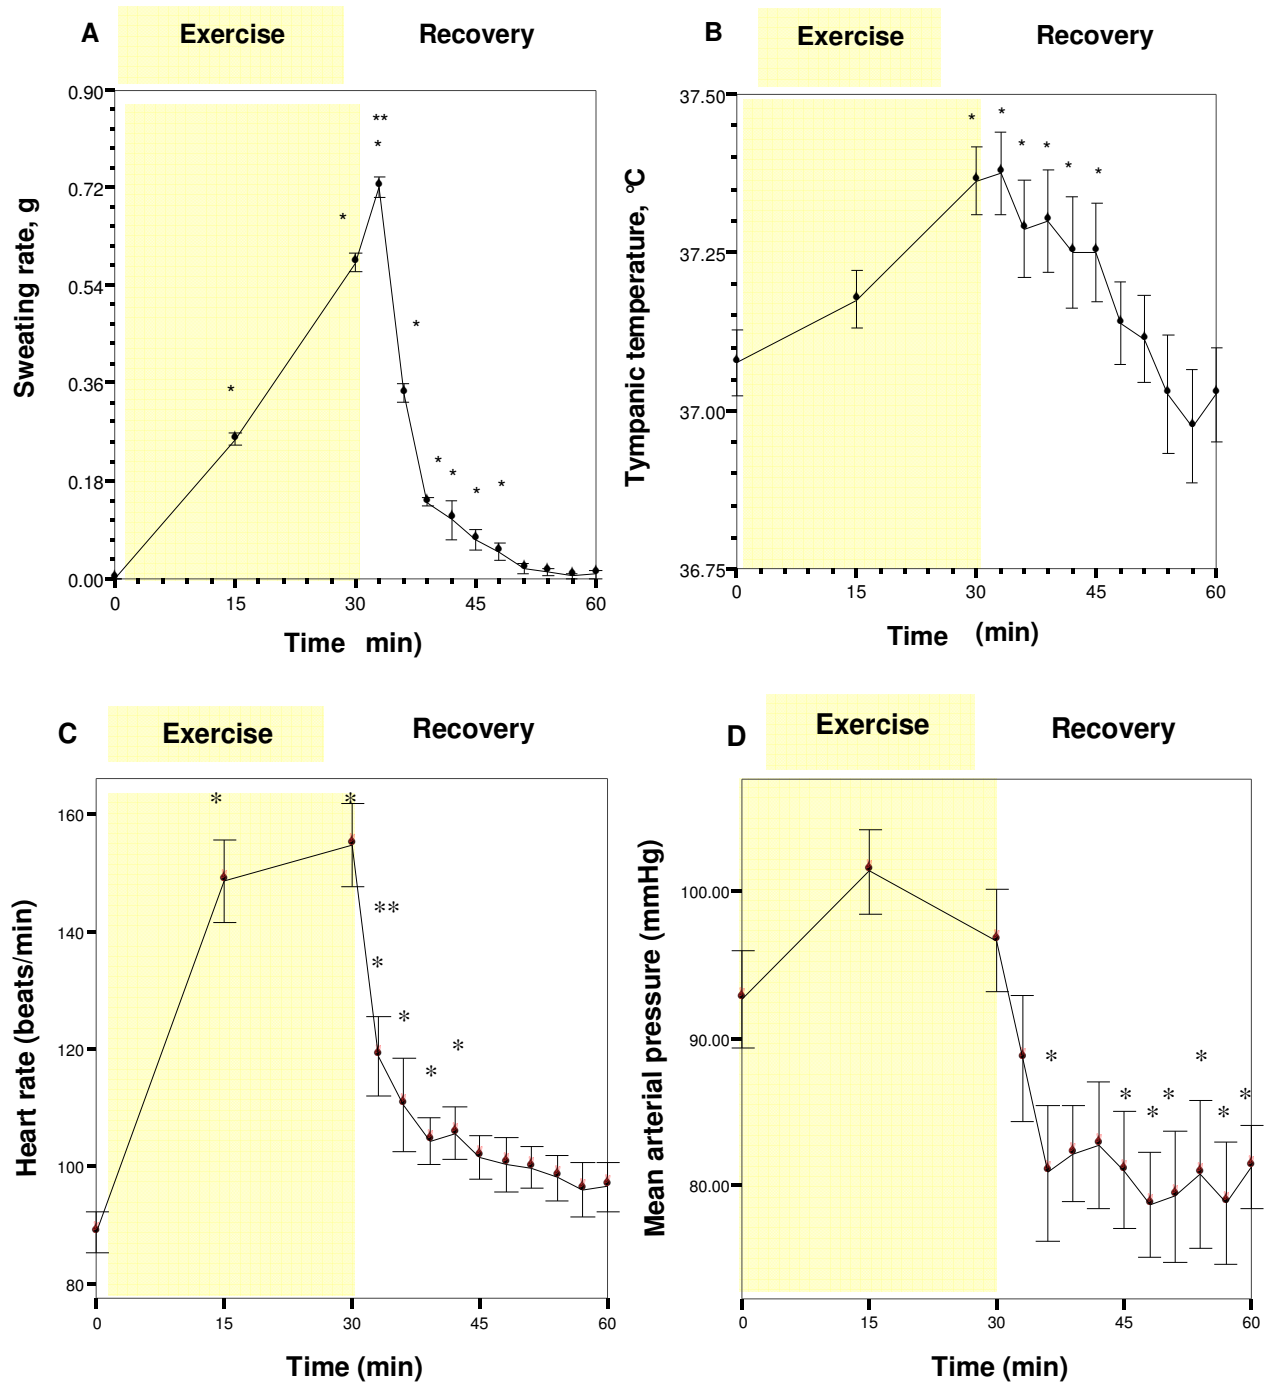 A Exercise Recovery
0.90
0.72
0.54
0.36
0.18
0.00
Sweating rate, g
** 
*
*
*
*
*
*
*
*
0 15 30 45 60
Time min)
B Exercise Recovery
37.50
37.25
37.00
36.75
Tympanic temperature, °C
* * * * * *
0 15 30 45 60
Time (min)
C Exercise Recovery
160
140
120
100
80
Heart rate (beats/min)
* *
**
*
*
*
*
0 15 30 45 60
Time (min)
D Exercise Recovery
100.00
90.00
80.00
Mean arterial pressure (mmHg)
* * * * * * *
0 15 30 45 60
Time (min)